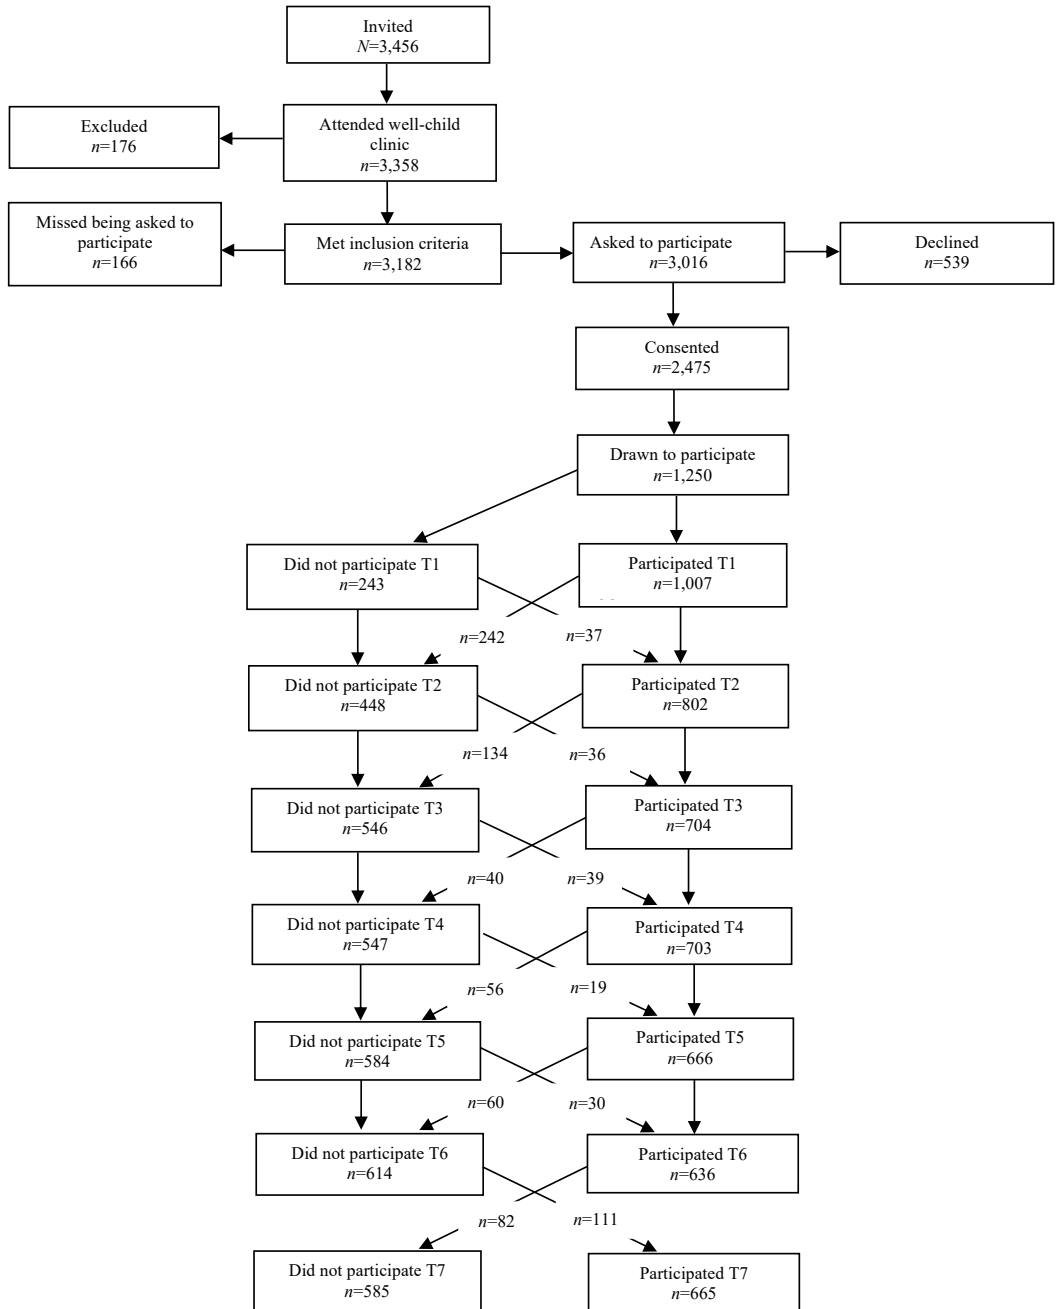 Invited
N=3,456
Excluded
n=176
Attended well-child
clinic
n=3,358
Missed being asked to
participate
n=166
Met inclusion criteria
n=3,182
Asked to participate
n=3,016
Declined
n=539
Consented
n=2,475
Drawn to participate
n=1,250
Did not participate T1
n=243
Participated T1
n=1,007
n=242
n=37
Did not participate T2
n=448
Participated T2
n=802
n=134
n=36
Did not participate T3
n=546
Participated T3
n=704
n=40
n=39
Did not participate T4
n=547
Participated T4
n=703
n=56
n=19
Did not participate T5
n=584
Participated T5
n=666
n=60
n=30
Did not participate T6
n=614
Participated T6
n=636
n=82
n=111
Did not participate T7
n=585
Participated T7
n=665